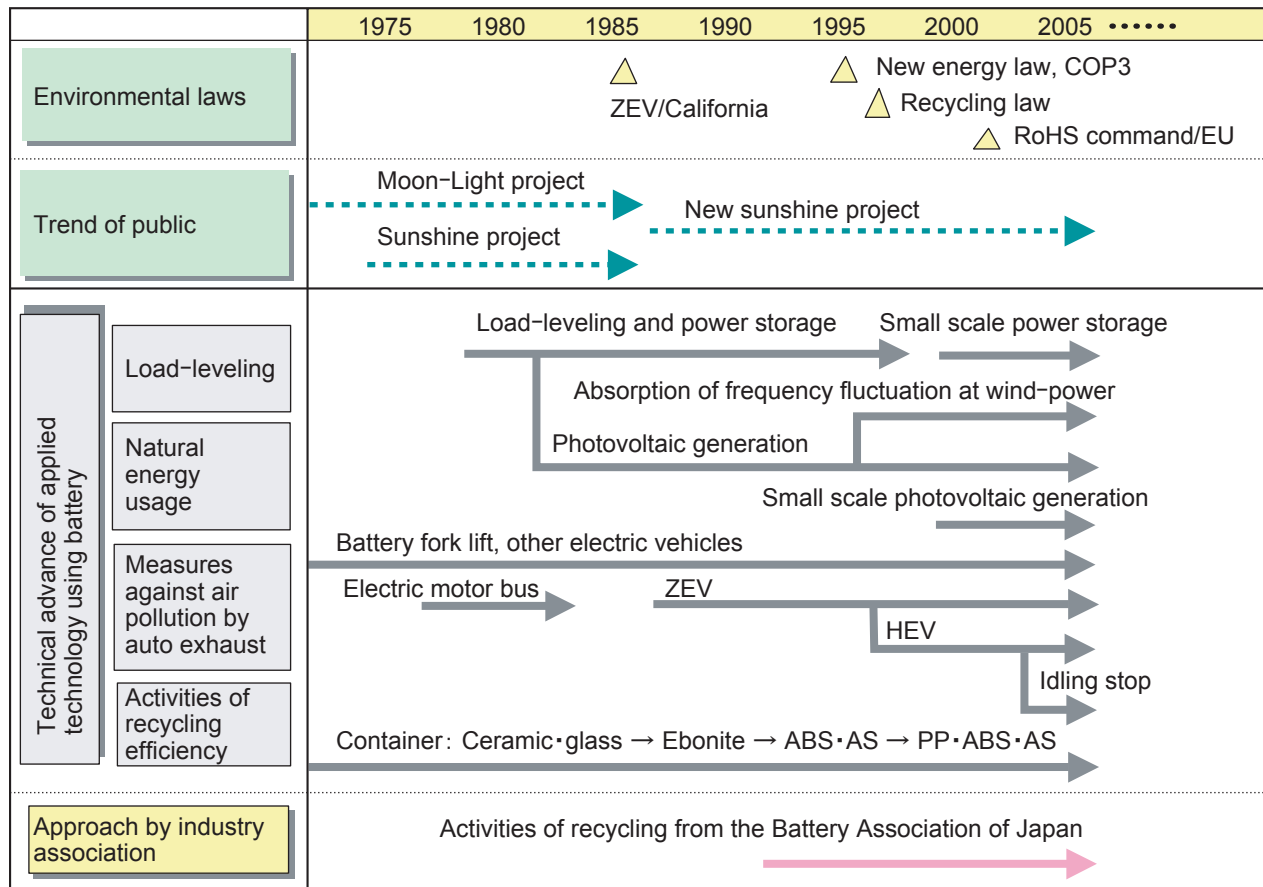 1975 1980 1985 1990 1995 2000 2005 ••••••
Environmental laws
ZEV/California
New energy law, COP3
Recycling law
RoHS command/EU
Trend of public
Moon-Light project
Sunshine project
New sunshine project
Technical advance of applied
technology using battery
Load-leveling
Load-leveling and power storage
Small scale power storage
Natural
energy
usage
Absorption of frequency fluctuation at wind-power
Photovoltaic generation
Small scale photovoltaic generation
Measures
against air
pollution by
auto exhaust
Battery fork lift, other electric vehicles
Electric motor bus
ZEV
HEV
Idling stop
Activities of
recycling
efficiency
Container: Ceramic・glass → Ebonite → ABS・AS → PP・ABS・AS
Approach by industry
association
Activities of recycling from the Battery Association of Japan